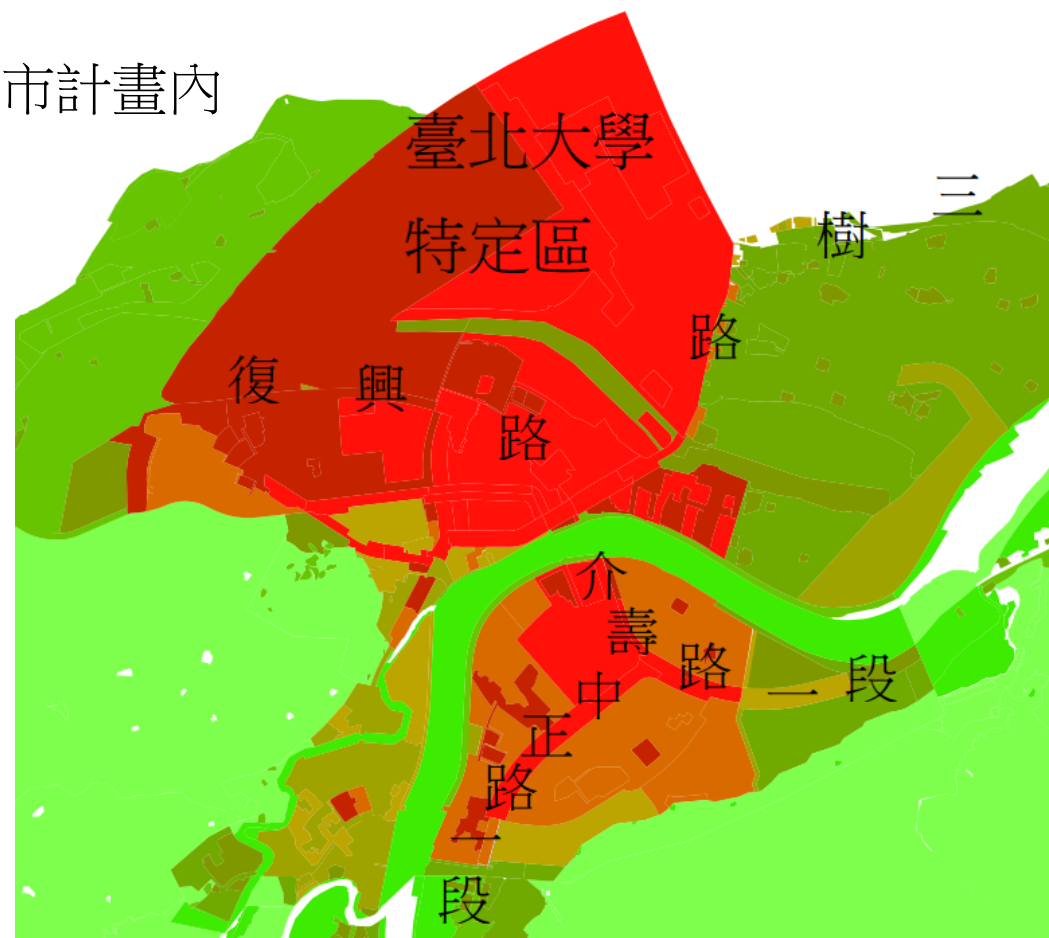 市計畫內
臺北大學
特定區
三樹路
復興路
介壽路一段
中正路一段